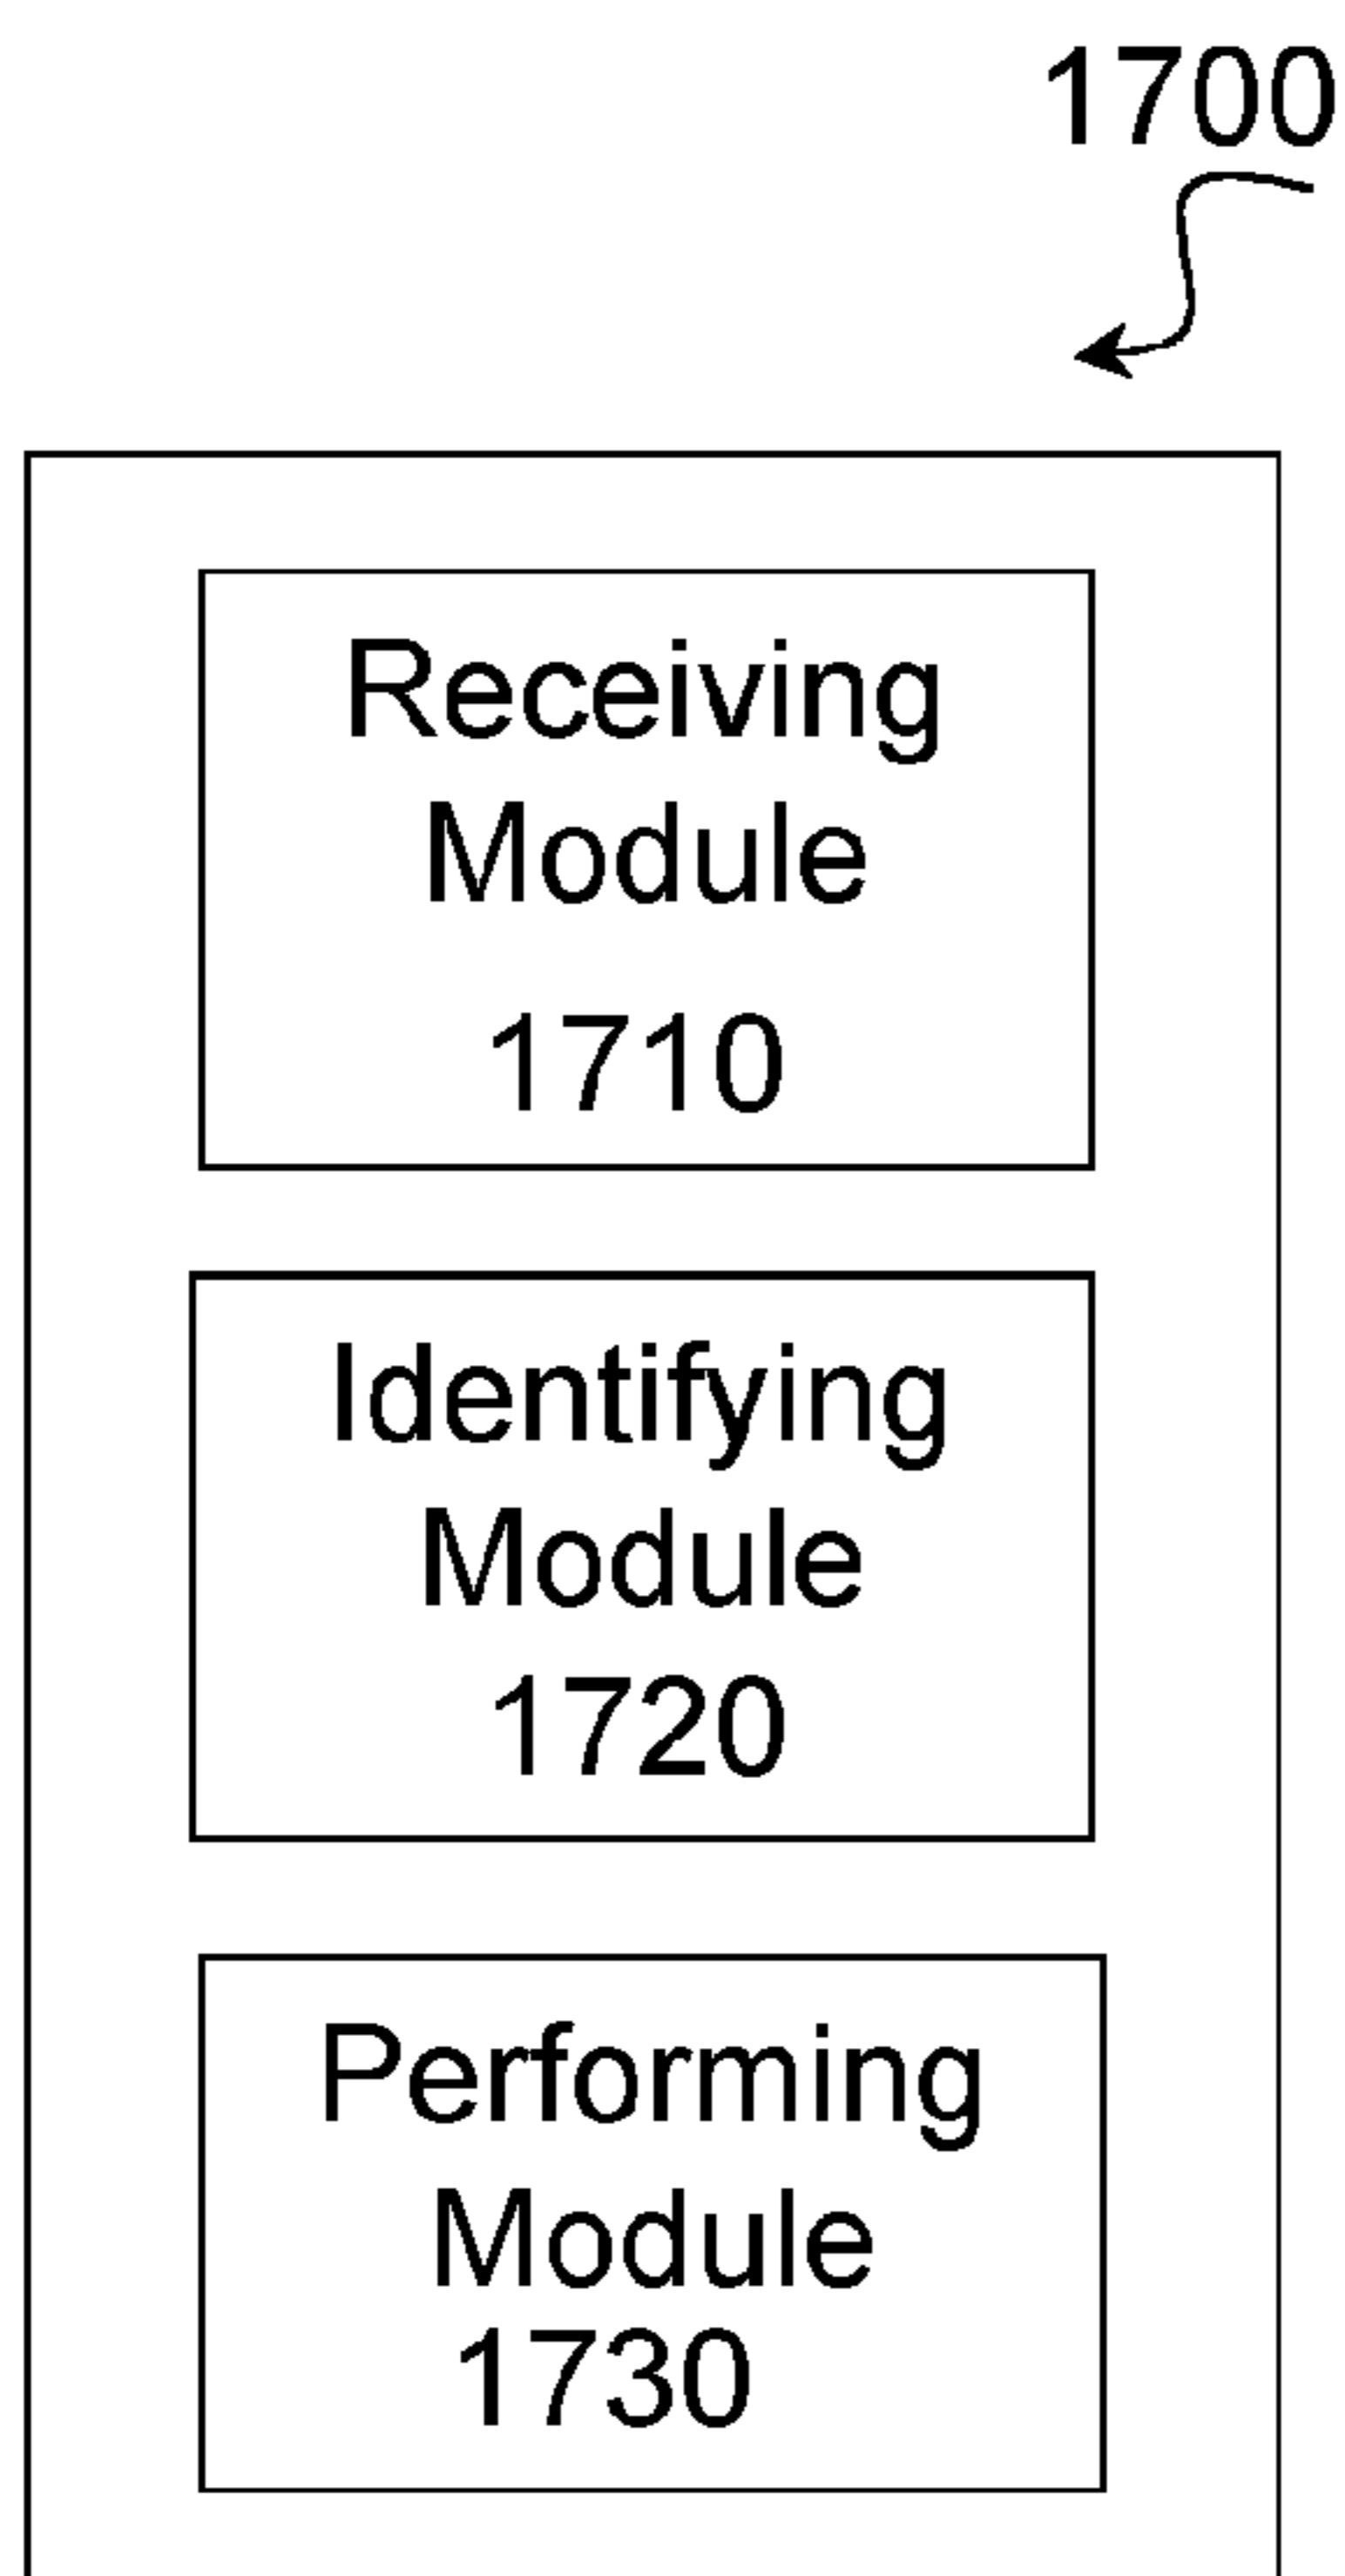 1700
Receiving
Module
1710
Identifying
Module
1720
Performing
Module
1730